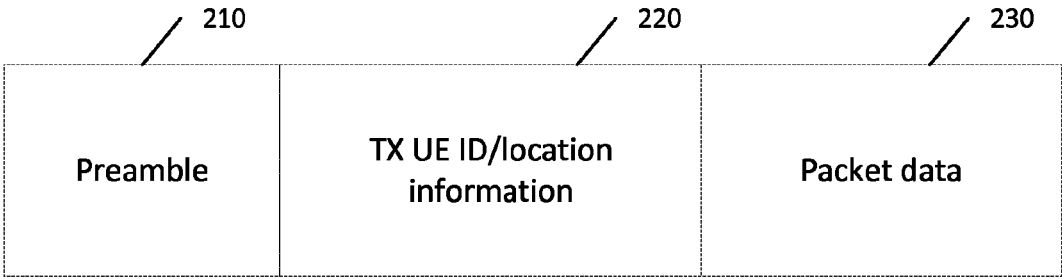 210
220
230
Preamble
TX UE ID/location
information
Packet data